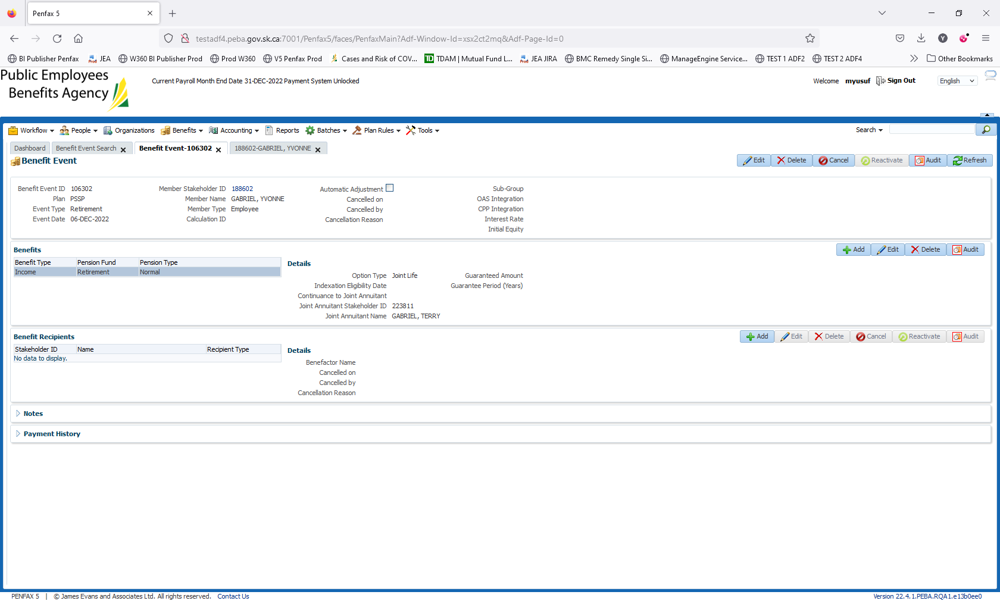 Penfax 5
testadf4.peba.gov.sk.ca:7001/Penfax5/faces/PenfaxMain?Adf-Window-Id=xsx2ct2mq&Adf-Page-Id=0
BI Publisher Penfax JEA W360 BI Publisher Prod Prod W360 V5 Penfax Prod Cases and Risk of COV... TDAM | Mutual Fund L... JEA JIRA BMC Remedy Single Si... ManageEngine Service... TEST 1 ADF2 TEST 2 ADF4 Other Bookmarks
Public Employees
Benefits Agency
Current Payroll Month End Date 31-DEC-2022 Payment System Unlocked
Welcome myusuf Sign Out English
Workflow People Organizations Benefits Accounting Reports Batches Plan Rules Tools Search
Dashboard Benefit Event Search Benefit Event-106302 188602-GABRIEL, YVONNE
Benefit Event Edit Delete Cancel Reactivate Audit Refresh
Benefit Event ID 106302 Member Stakeholder ID 188602 Automatic Adjustment Sub-Group
Plan PSSP Member Name GABRIEL, YVONNE Cancelled on OAS Integration
Event Type Retirement Member Type Employee Cancelled by CPP Integration
Event Date 06-DEC-2022 Calculation ID Cancellation Reason Interest Rate
Initial Equity
Benefits Add Edit Delete Audit
Benefit Type Pension Fund Pension Type
Income Retirement Normal
Details
Option Type Joint Life Guaranteed Amount
Indexation Eligibility Date Guarantee Period (Years)
Continuance to Joint Annuitant
Joint Annuitant Stakeholder ID 223811
Joint Annuitant Name GABRIEL, TERRY
Benefit Recipients Add Edit Delete Cancel Reactivate Audit
Stakeholder ID Name Recipient Type
No data to display.
Details
Benefactor Name
Cancelled on
Cancelled by
Cancellation Reason
Notes
Payment History
PENFAX 5 | © James Evans and Associates Ltd. All rights reserved. Contact Us Version 22.4.1.PEBA.RQA1.e13b0ee0